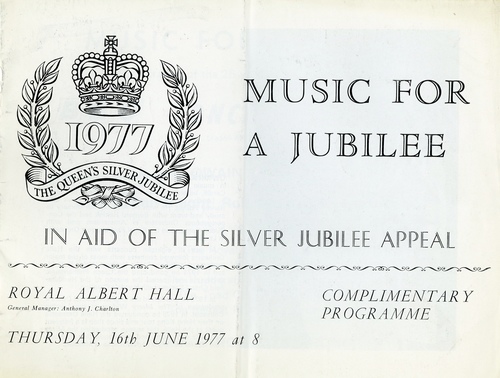 1977
THE QUEEN'S SILVER JUBILEE
MUSIC FOR
A JUBILEE
IN AID OF THE SILVER JUBILEE APPEAL
ROYAL ALBERT HALL
General Manager: Anthony J. Charlton
THURSDAY, 16th JUNE 1977 at 8
COMPLIMENTARY
PROGRAMME